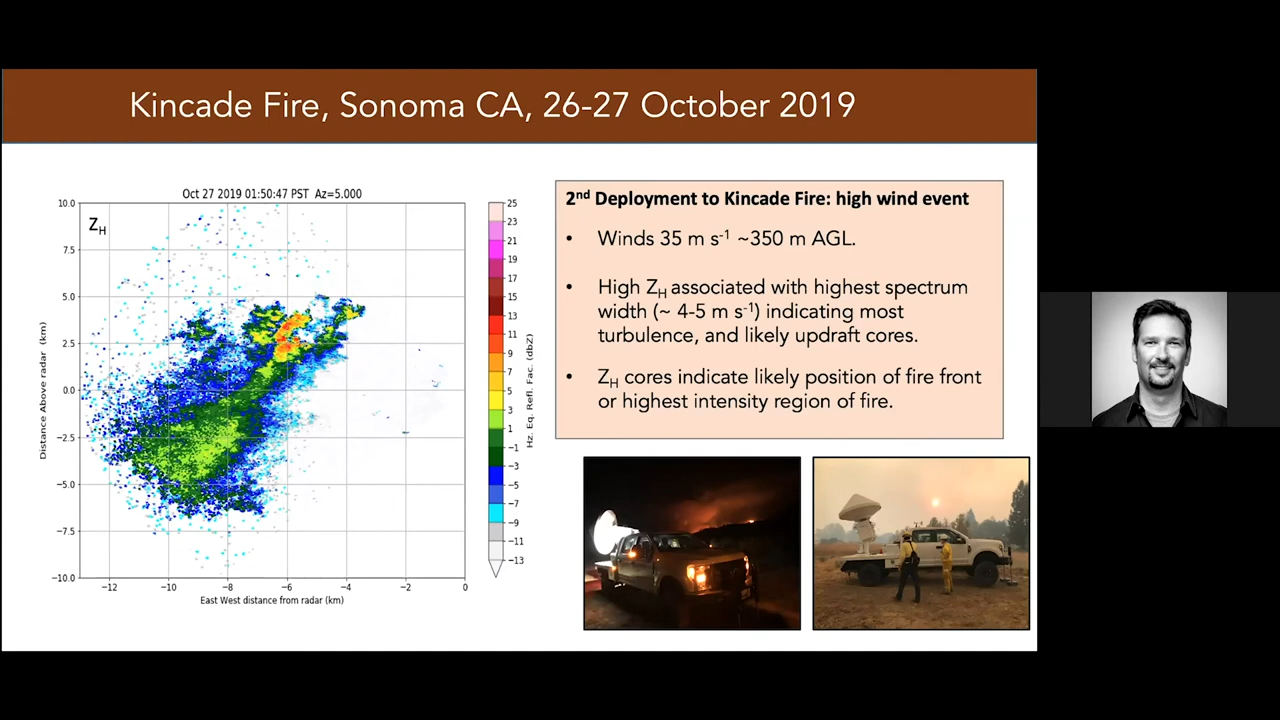 Kincade Fire, Sonoma CA, 26-27 October 2019
Oct 27 2019 01:50:47 PST  Az=5.000
Z_H
10.0
7.5
5.0
2.5
0.0
−2.5
−5.0
−7.5
−10.0
Distance Above radar (km)
−12
−10
−8
−6
−4
−2
0
East West distance from radar (km)
25
23
21
19
17
15
13
11
9
7
5
3
1
−1
−3
−5
−7
−9
−11
−13
Hz. Eq. Refl. Fac. (dbZ)
2nd Deployment to Kincade Fire: high wind event
• Winds 35 m s-1 ~350 m AGL.
• High Z_H associated with highest spectrum
width (~ 4-5 m s-1) indicating most
turbulence, and likely updraft cores.
• Z_H cores indicate likely position of fire front
or highest intensity region of fire.